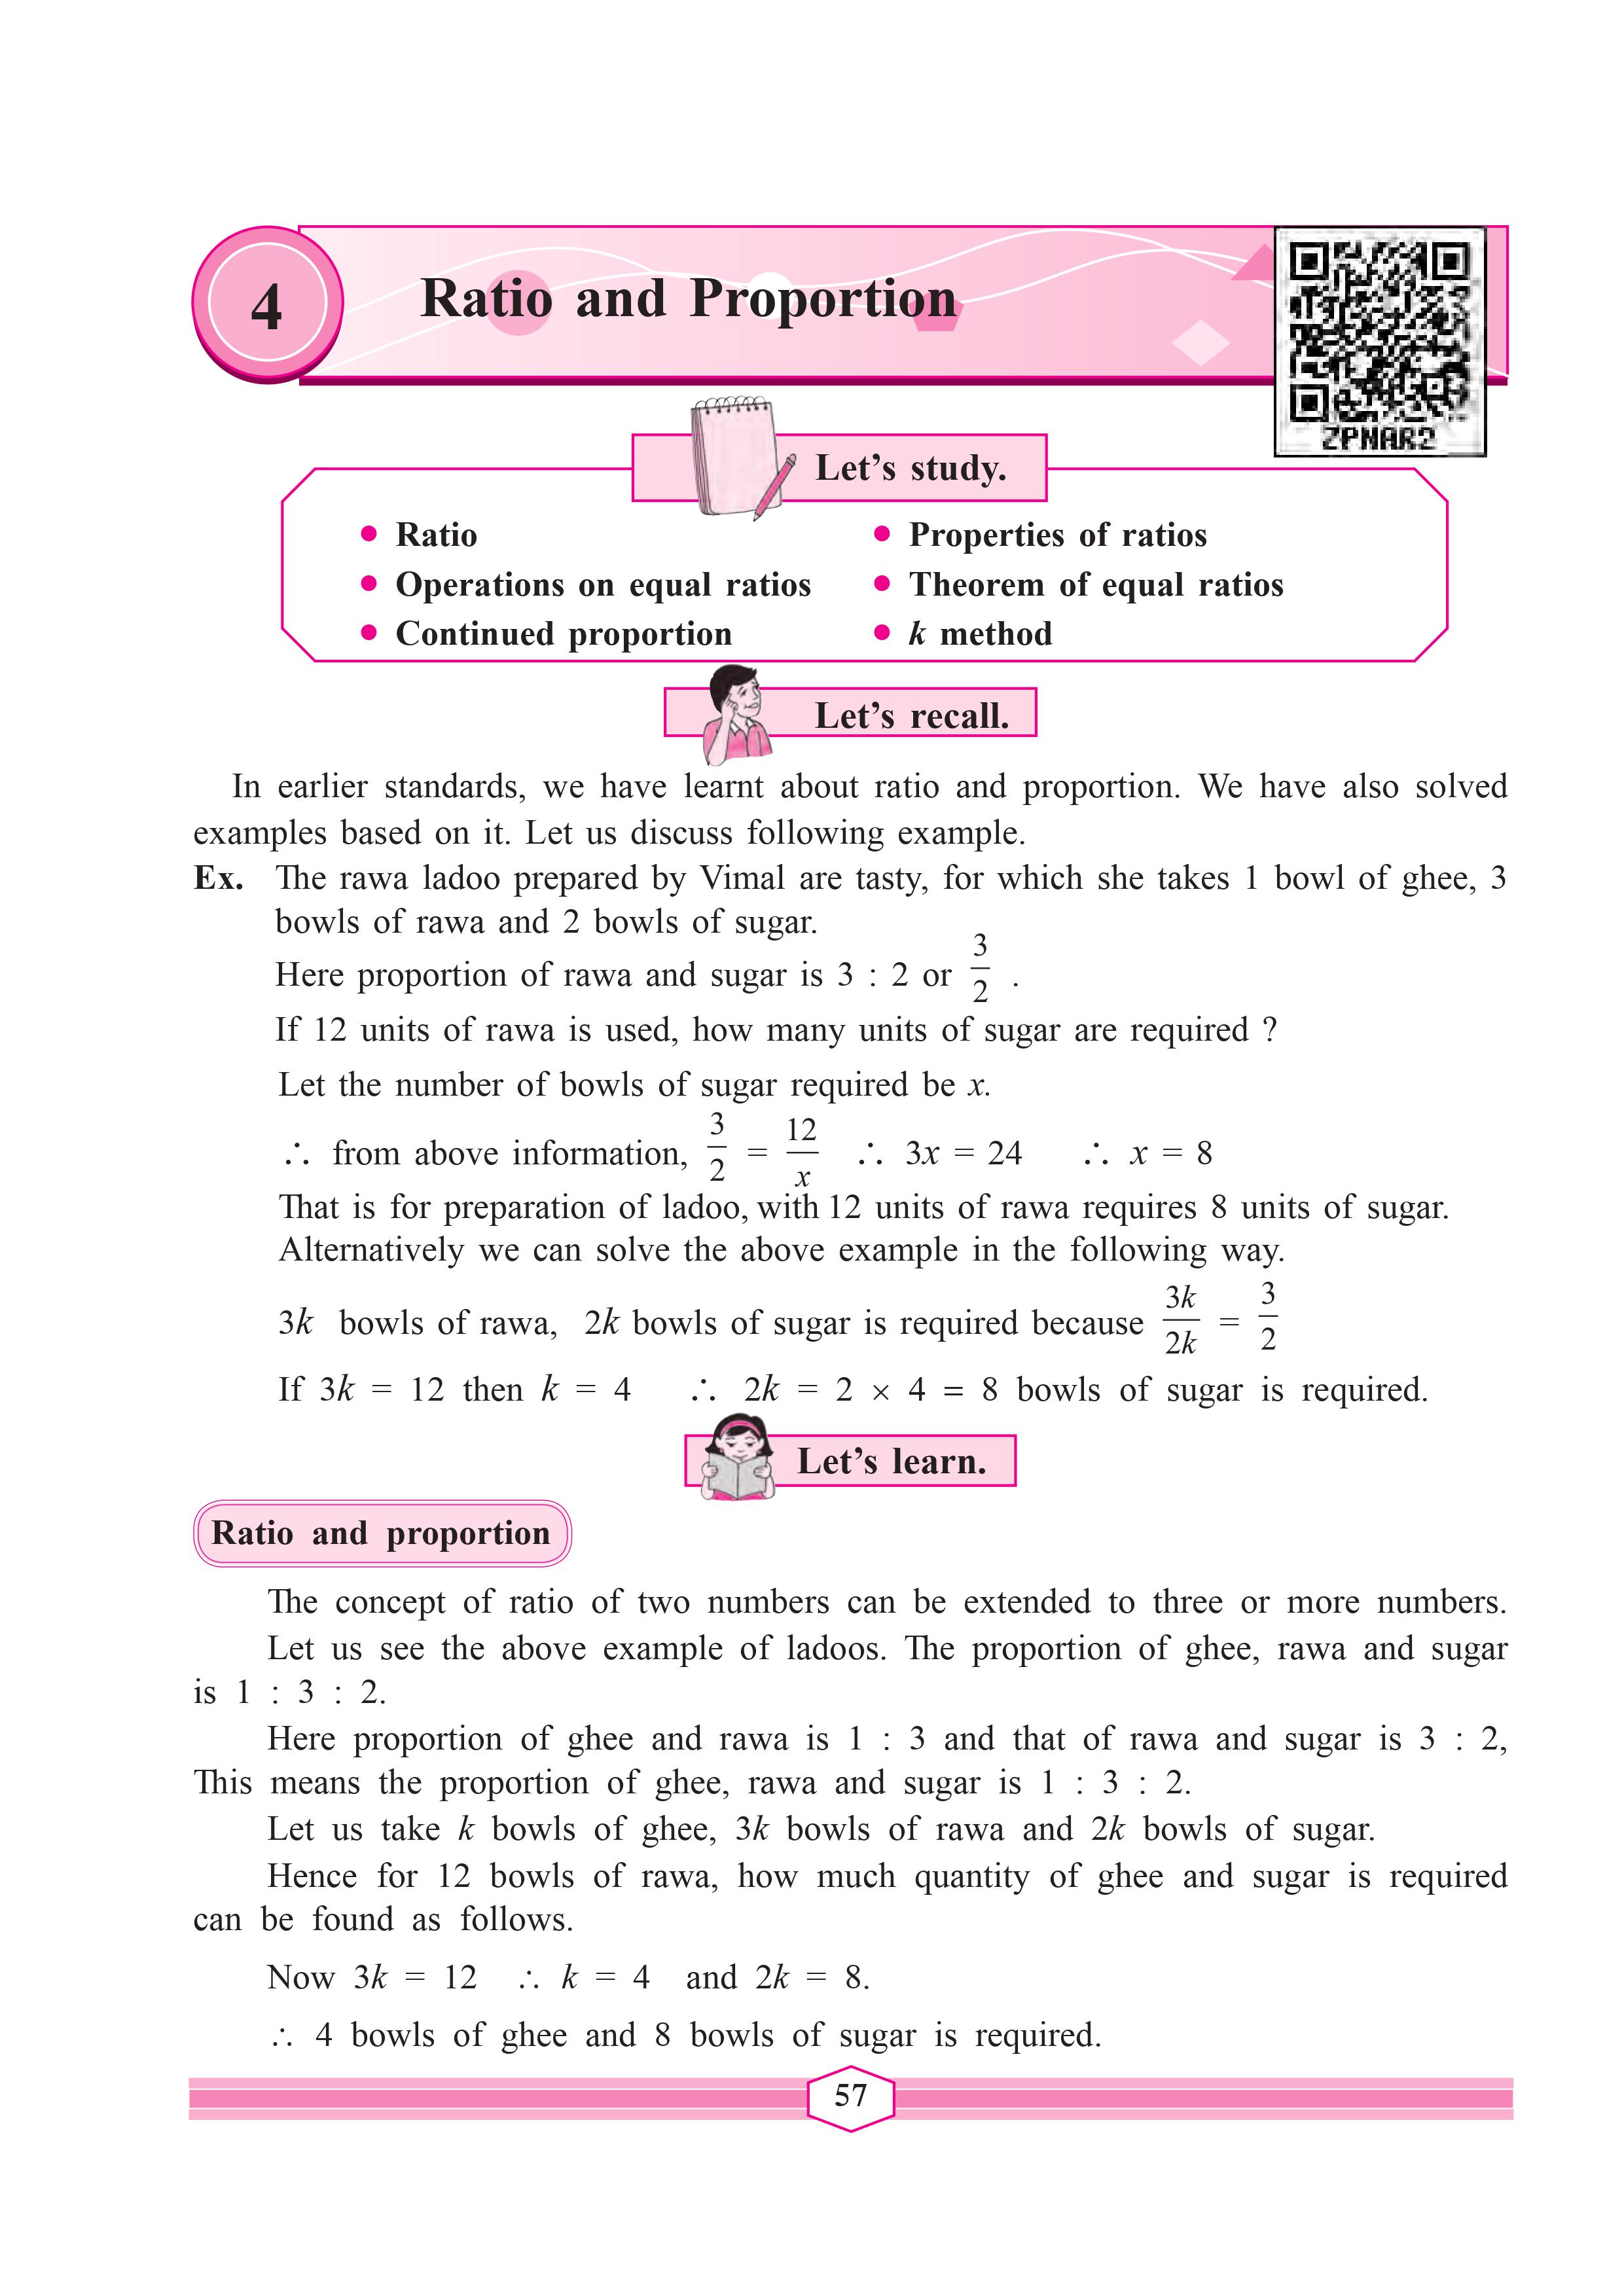 4
Ratio and Proportion
ZPNAR2
Let's study.
• Ratio
• Properties of ratios
• Operations on equal ratios
• Theorem of equal ratios
• Continued proportion
• k method
Let's recall.
In earlier standards, we have learnt about ratio and proportion. We have also solved
examples based on it. Let us discuss following example.
Ex. The rawa ladoo prepared by Vimal are tasty, for which she takes 1 bowl of ghee, 3
bowls of rawa and 2 bowls of sugar.
Here proportion of rawa and sugar is 3 : 2 or 3/2 .
If 12 units of rawa is used, how many units of sugar are required ?
Let the number of bowls of sugar required be x.
∴ from above information, 3/2 = 12/x ∴ 3x = 24 ∴ x = 8
That is for preparation of ladoo, with 12 units of rawa requires 8 units of sugar.
Alternatively we can solve the above example in the following way.
3k bowls of rawa, 2k bowls of sugar is required because 3k/2k = 3/2
If 3k = 12 then k = 4 ∴ 2k = 2 × 4 = 8 bowls of sugar is required.
Let's learn.
Ratio and proportion
The concept of ratio of two numbers can be extended to three or more numbers.
Let us see the above example of ladoos. The proportion of ghee, rawa and sugar
is 1 : 3 : 2.
Here proportion of ghee and rawa is 1 : 3 and that of rawa and sugar is 3 : 2,
This means the proportion of ghee, rawa and sugar is 1 : 3 : 2.
Let us take k bowls of ghee, 3k bowls of rawa and 2k bowls of sugar.
Hence for 12 bowls of rawa, how much quantity of ghee and sugar is required
can be found as follows.
Now 3k = 12 ∴ k = 4 and 2k = 8.
∴ 4 bowls of ghee and 8 bowls of sugar is required.
57